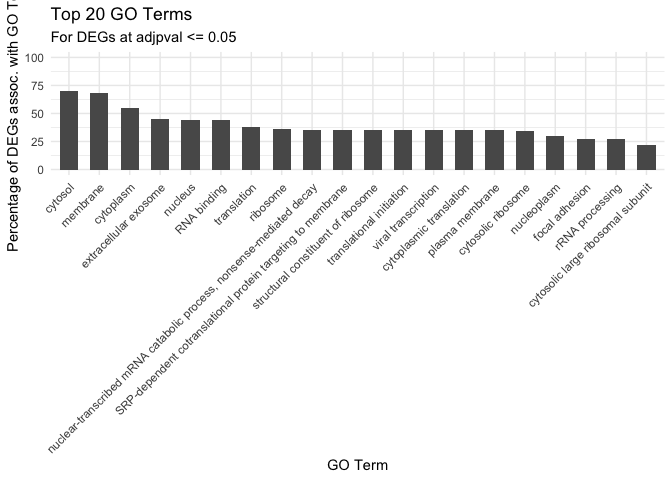 Top 20 GO Terms
For DEGs at adjpval <= 0.05
Percentage of DEGs assoc. with GO T
100
75
50
25
0
cytosol
membrane
cytoplasm
extracellular exosome
nucleus
RNA binding
translation
ribosome
nuclear-transcribed mRNA catabolic process, nonsense-mediated decay
SRP-dependent cotranslational protein targeting to membrane
structural constituent of ribosome
translational initiation
viral transcription
cytoplasmic translation
plasma membrane
cytosolic ribosome
nucleoplasm
focal adhesion
rRNA processing
cytosolic large ribosomal subunit
GO Term